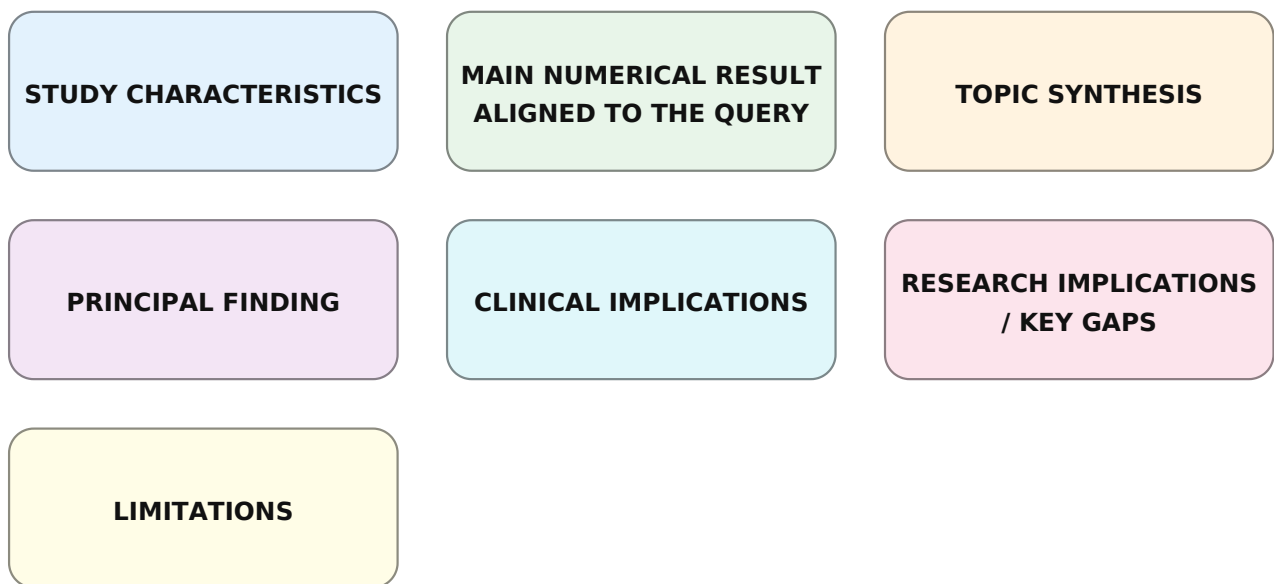 STUDY CHARACTERISTICS
MAIN NUMERICAL RESULT
ALIGNED TO THE QUERY
TOPIC SYNTHESIS
PRINCIPAL FINDING
CLINICAL IMPLICATIONS
RESEARCH IMPLICATIONS
/ KEY GAPS
LIMITATIONS